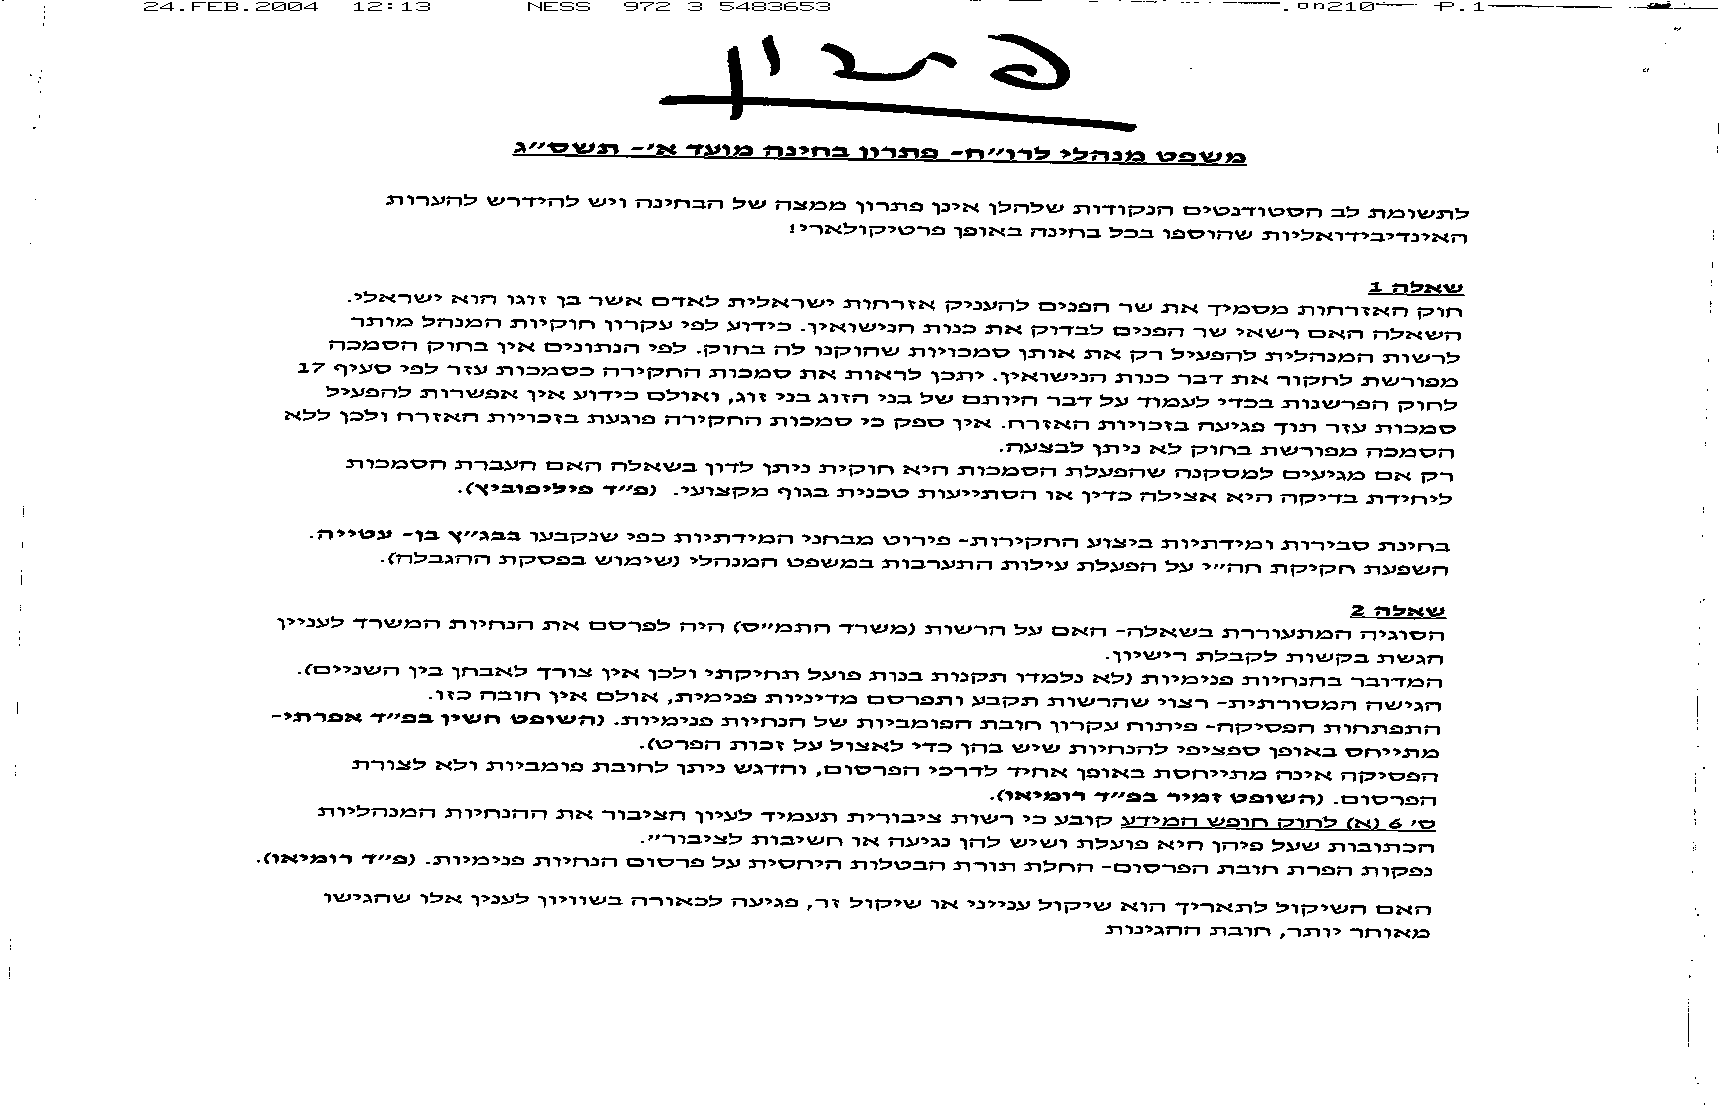 24.FEB.2004 12:13 NESS 972 3 5483653 P.1
פתרון
משפט מנהלי לרו״ח- פתרון בחינה מועד א׳- תשס״ג
לתשומת לב הסטודנטים הנקודות שלהלן אינן פתרון ממצה של הבחינה ויש להידרש להערות
האינדיבידואליות שהוספו בכל בחינה באופן פרטיקולארי!
שאלה 1
חוק האזרחות מסמיך את שר הפנים להעניק אזרחות ישראלית לאדם אשר בן זוגו הוא ישראלי.
השאלה האם רשאי שר הפנים לבדוק את כנות הנישואין. כידוע לפי עקרון חוקיות המנהל מותר
לרשות המנהלית להפעיל רק את אותן סמכויות שהוקנו לה בחוק. לפי הנתונים אין בחוק הסמכה
מפורשת לחקור את דבר כנות הנישואין. יתכן לראות את סמכות החקירה כסמכות עזר לפי סעיף 17
לחוק הפרשנות בכדי לעמוד על דבר היותם של בני הזוג בני זוג, ואולם כידוע אין אפשרות להפעיל
סמכות עזר תוך פגיעה בזכויות האזרח. אין ספק כי סמכות החקירה פוגעת בזכויות האזרח ולכן ללא
הסמכה מפורשת בחוק לא ניתן לבצעה.
רק אם מגיעים למסקנה שהפעלת הסמכות היא חוקית ניתן לדון בשאלה האם העברת הסמכות
ליחידת בדיקה היא אצילה כדין או הסתייעות טכנית בגוף מקצועי. (פ״ד פיליפוביץ).
בחינת סבירות ומידתיות ביצוע החקירות- פירוט מבחני המידתיות כפי שנקבעו בבג״ץ בן- עטייה.
השפעת חקיקת חה״י על הפעלת עילות התערבות במשפט המנהלי (שימוש בפסקת ההגבלה).
שאלה 2
הסוגיה המתעוררת בשאלה- האם על הרשות (משרד התמ״ס) היה לפרסם את הנחיות המשרד לעניין
הגשת בקשות לקבלת רישיון.
המדובר בהנחיות פנימיות (לא נלמדו תקנות בנות פועל תחיקתי ולכן אין צורך לאבחן בין השניים).
הגישה המסורתית- רצוי שהרשות תקבע ותפרסם מדיניות פנימית, אולם אין חובה כזו.
התפתחות הפסיקה- פיתוח עקרון חובת הפומביות של הנחיות פנימיות. (השופט חשין בפ״ד אפרתי-
מתייחס באופן ספציפי להנחיות שיש בהן כדי לאצול על זכות הפרט).
הפסיקה אינה מתייחסת באופן אחיד לדרכי הפרסום, והדגש ניתן לחובת פומביות ולא לצורת
הפרסום. (השופט זמיר בפ״ד רומיאו).
ס׳ 6 (א) לחוק חופש המידע קובע כי רשות ציבורית תעמיד לעיון הציבור את ההנחיות המנהליות
הכתובות שעל פיהן היא פועלת ושיש להן נגיעה או חשיבות לציבור״.
נפקות הפרת חובת הפרסום- החלת תורת הבטלות היחסית על פרסום הנחיות פנימיות. (פ״ד רומיאו).
האם השיקול לתאריך הוא שיקול ענייני או שיקול זר, פגיעה לכאורה בשוויון לענין אלו שהגישו
מאוחר יותר, חובת ההגינות